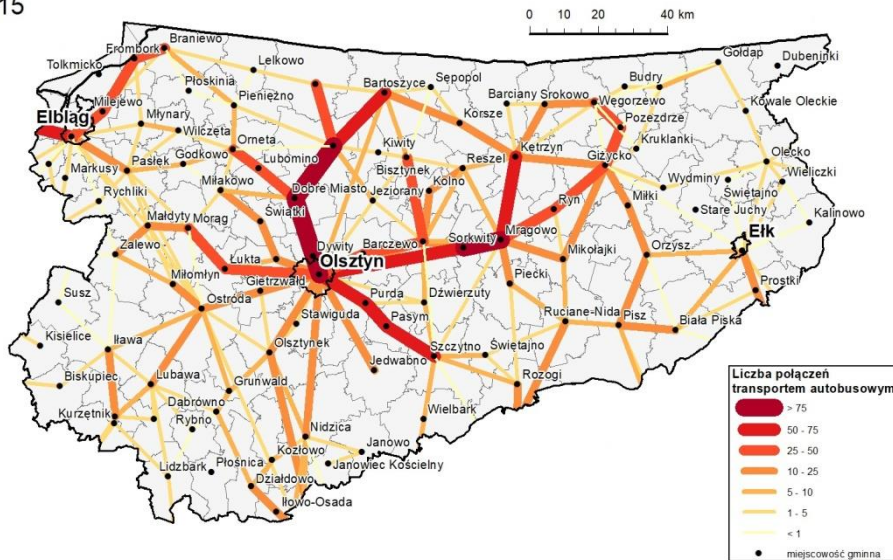 15
0 10 20 40 km
Gołdap
Dubeninki
Frombork
Braniewo
Tolkmicko
Lelkowo
Płoskinia
Bartoszyce
Sępopol
Budry
Barciany
Srokowo
Węgorzewo
Pieniężno
Milejewo
Kowale Oleckie
Elbląg
Młynary
Pozezdrze
Wilczęta
Orneta
Korsze
Kruklanki
Kiwity
Kętrzyn
Pasłęk
Godkowo
Lubomino
Bisztynek
Reszel
Giżycko
Olecko
Markusy
Wieliczki
Rychliki
Miłakowo
Dobre Miasto
Jeziorany
Kolno
Wydminy
Świętajno
Miłki
Ryn
Stare Juchy
Kalinowo
Świątki
Małdyty
Morąg
Zalewo
Dywity
Barczewo
Sorkwity
Mrągowo
Ełk
Łukta
Olsztyn
Mikołajki
Orzysz
Miłomłyn
Gietrzwałd
Piecki
Prostki
Susz
Ostróda
Purda
Dźwierzuty
Stawiguda
Pasym
Ruciane-Nida
Pisz
Biała Piska
Kisielice
Iława
Olsztynek
Szczytno
Świętajno
Jedwabno
Biskupiec
Lubawa
Grunwald
Rozogi
Dąbrówno
Kurzętnik
Rybno
Wielbark
Nidzica
Kozłowo
Janowo
Lidzbark
Płośnica
Janowiec Kościelny
Działdowo
Iłowo-Osada
Liczba połączeń
transportem autobusowym
> 75
50 - 75
25 - 50
10 - 25
5 - 10
1 - 5
< 1
miejscowość gminna